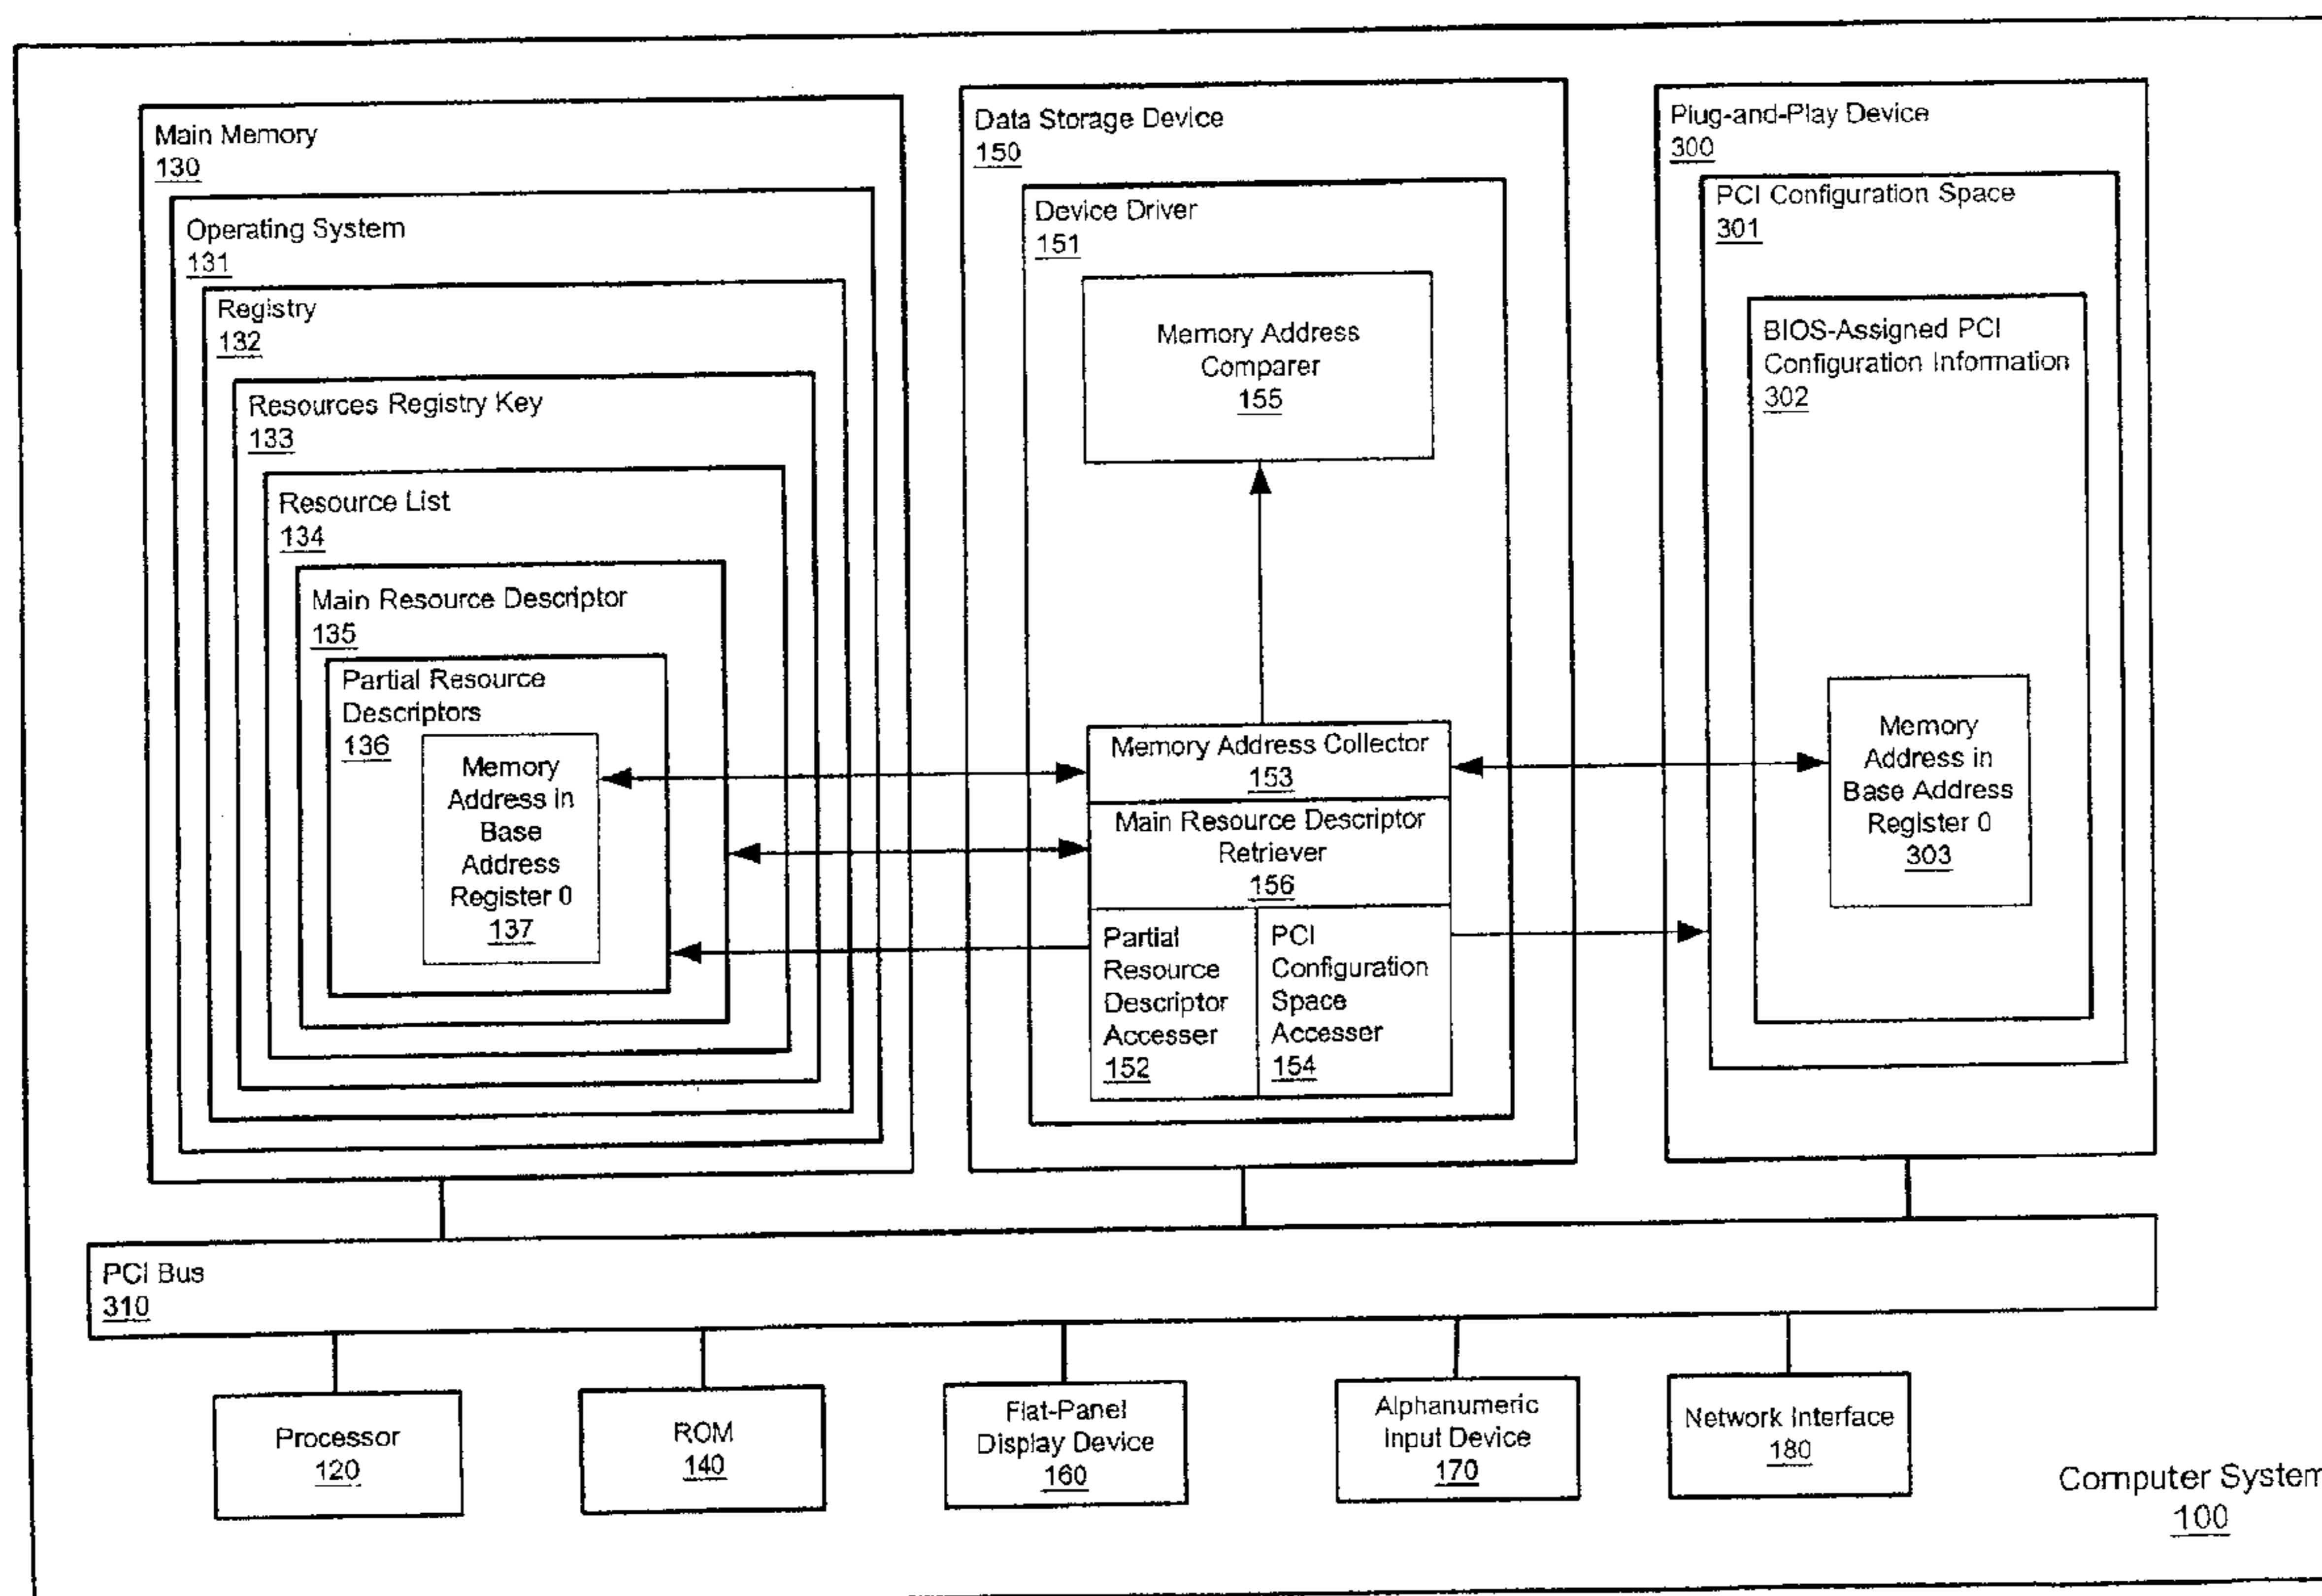 Main Memory
130
Operating System
131
Registry
132
Resources Registry Key
133
Resource List
134
Main Resource Descriptor
135
Partial Resource
Descriptors
136
Memory
Address in
Base
Address
Register 0
137
Data Storage Device
150
Device Driver
151
Memory Address
Comparer
155
Memory Address Collector
153
Main Resource Descriptor
Retriever
156
Partial
Resource
Descriptor
Accesser
152
PCI
Configuration
Space
Accesser
154
Plug-and-Play Device
300
PCI Configuration Space
301
BIOS-Assigned PCI
Configuration Information
302
Memory
Address in
Base Address
Register 0
303
PCI Bus
310
Processor
120
ROM
140
Flat-Panel
Display Device
160
Alphanumeric
Input Device
170
Network Interface
180
Computer System
100